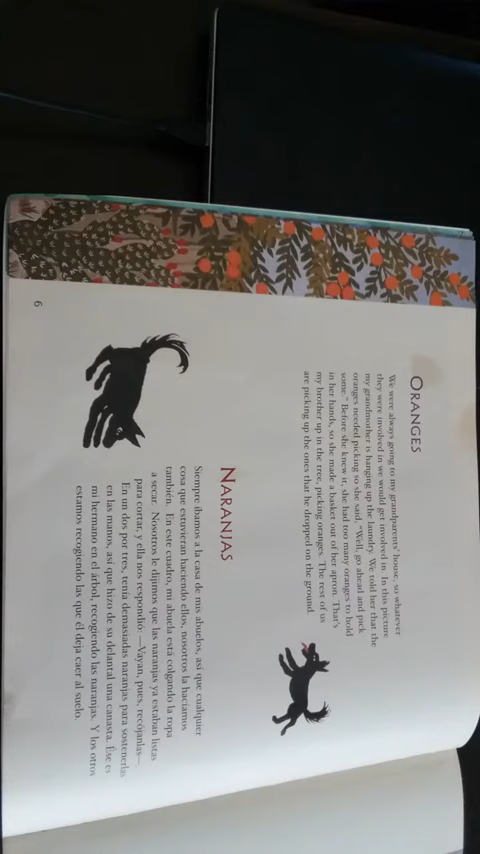 ORANGES
We were always going to my grandparents' house, so whatever
they were involved in we would get involved in. In this picture
my grandmother is hanging up the laundry. We told her that the
oranges needed picking so she said, "Well, go ahead and pick
some." Before she knew it, she had too many oranges to hold
in her hands, so she made a basket out of her apron. That's
my brother up in the tree, picking oranges. The rest of us
are picking up the ones that he dropped on the ground.
NARANJAS
Siempre íbamos a la casa de mis abuelos, así que cualquier
cosa que estuvieran haciendo ellos, nosotros la hacíamos
también. En este cuadro, mi abuela está colgando la ropa
a secar. Nosotros le dijimos que las naranjas ya estaban listas
para cortar, y ella nos respondió: —Vayan, pues, recójanlas—.
En un dos por tres, tenía demasiadas naranjas para sostenerlas
en las manos, así que hizo de su delantal una canasta. Ése es
mi hermano en el árbol, recogiendo las naranjas. Y los otros
estamos recogiendo las que él deja caer al suelo.
6